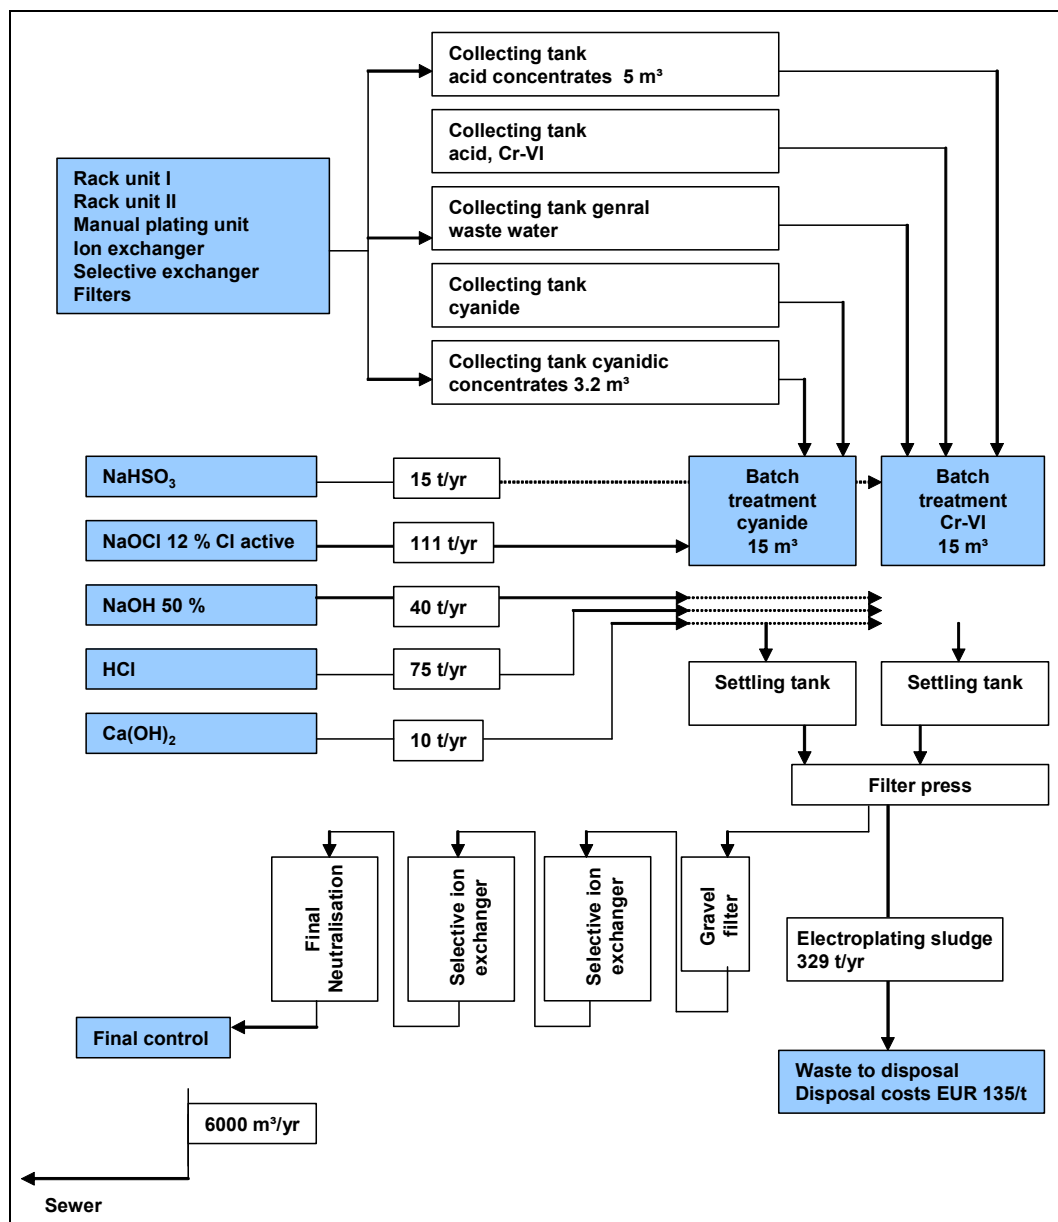 Collecting tank
acid concentrates 5 m³
Collecting tank
acid, Cr-VI
Rack unit I
Rack unit II
Manual plating unit
Ion exchanger
Selective exchanger
Filters
Collecting tank genral
waste water
Collecting tank
cyanide
Collecting tank cyanidic
concentrates 3.2 m³
NaHSO₃
15 t/yr
Batch
treatment
cyanide
15 m³
Batch
treatment
Cr-VI
15 m³
NaOCl 12 % Cl active
111 t/yr
NaOH 50 %
40 t/yr
HCl
75 t/yr
Settling tank
Settling tank
Ca(OH)₂
10 t/yr
Filter press
Final
Neutralisation
Selective ion
exchanger
Selective ion
exchanger
Gravel
filter
Electroplating sludge
329 t/yr
Final control
Waste to disposal
Disposal costs EUR 135/t
6000 m³/yr
Sewer